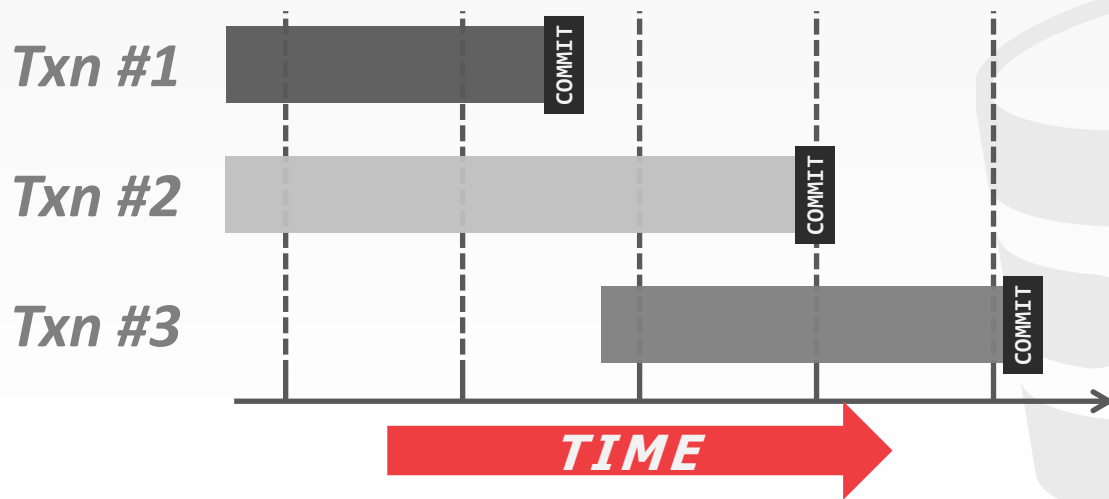 Txn #1
COMMIT
Txn #2
COMMIT
Txn #3
COMMIT
TIME